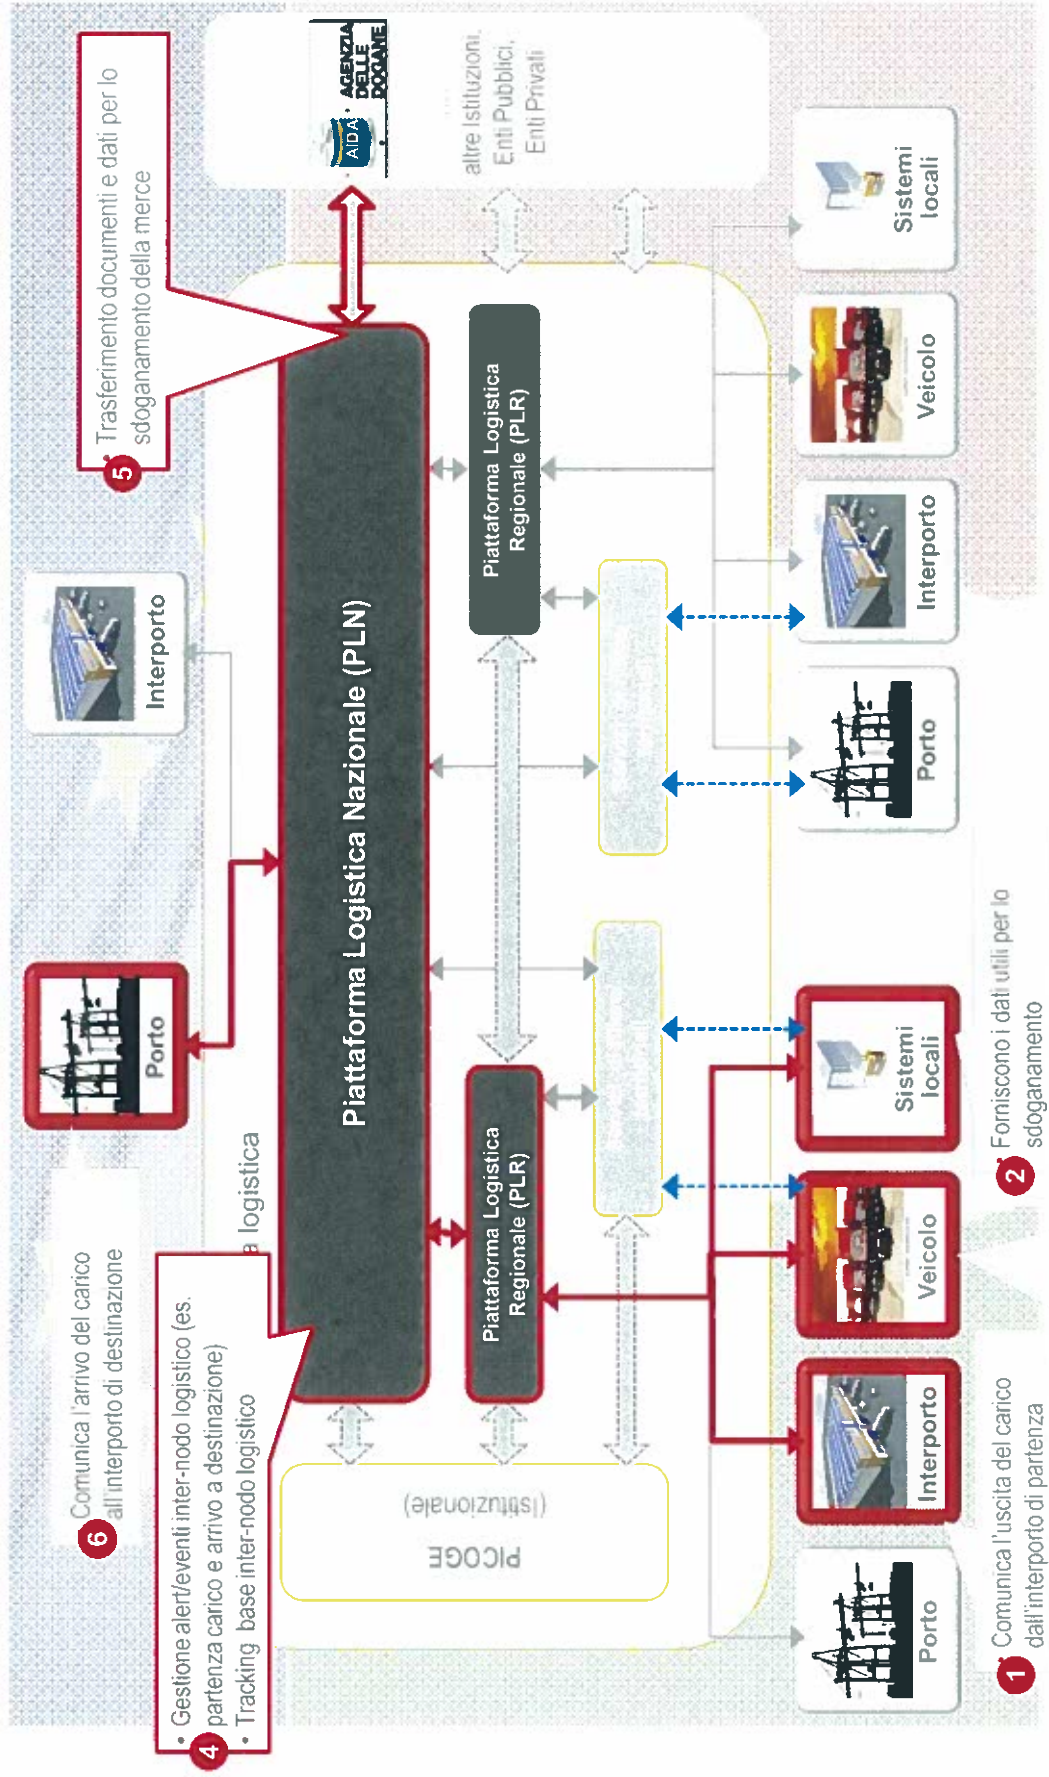 6
Comunica l'arrivo del carico
all'interporto di destinazione
Porto
Interporto
5
• Trasferimento documenti e dati per lo
sdoganamento della merce
4
• Gestione alert/eventi inter-nodo logistico (es.
partenza carico e arrivo a destinazione)
• Tracking base inter-nodo logistico
a logistica
AIDA
AGENZIA
DELLE
DOGANE
altre Istituzioni,
Enti Pubblici,
Enti Privati
Piattaforma Logistica Nazionale (PLN)
PICOGE
(Istituzionale)
Piattaforma Logistica
Regionale (PLR)
Piattaforma Logistica
Regionale (PLR)
Porto
Interporto
Veicolo
Sistemi
locali
Porto
Interporto
Veicolo
Sistemi
locali
1
• Comunica l'uscita del carico
dall'interporto di partenza
2
• Forniscono i dati utili per lo
sdoganamento